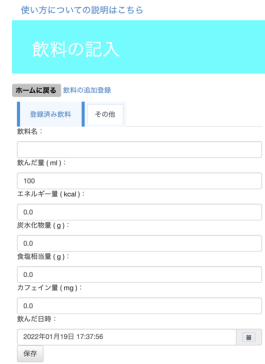 使い方についての説明はこちら
飲料の記入
ホームに戻る 飲料の追加登録
登録済み飲料 その他
飲料名：
飲んだ量 ( ml )：
100
エネルギー量 ( kcal )：
0.0
炭水化物量 ( g )：
0.0
食塩相当量 ( g )：
0.0
カフェイン量 ( mg )：
0.0
飲んだ日時：
2022年01月19日 17:37:56
保存